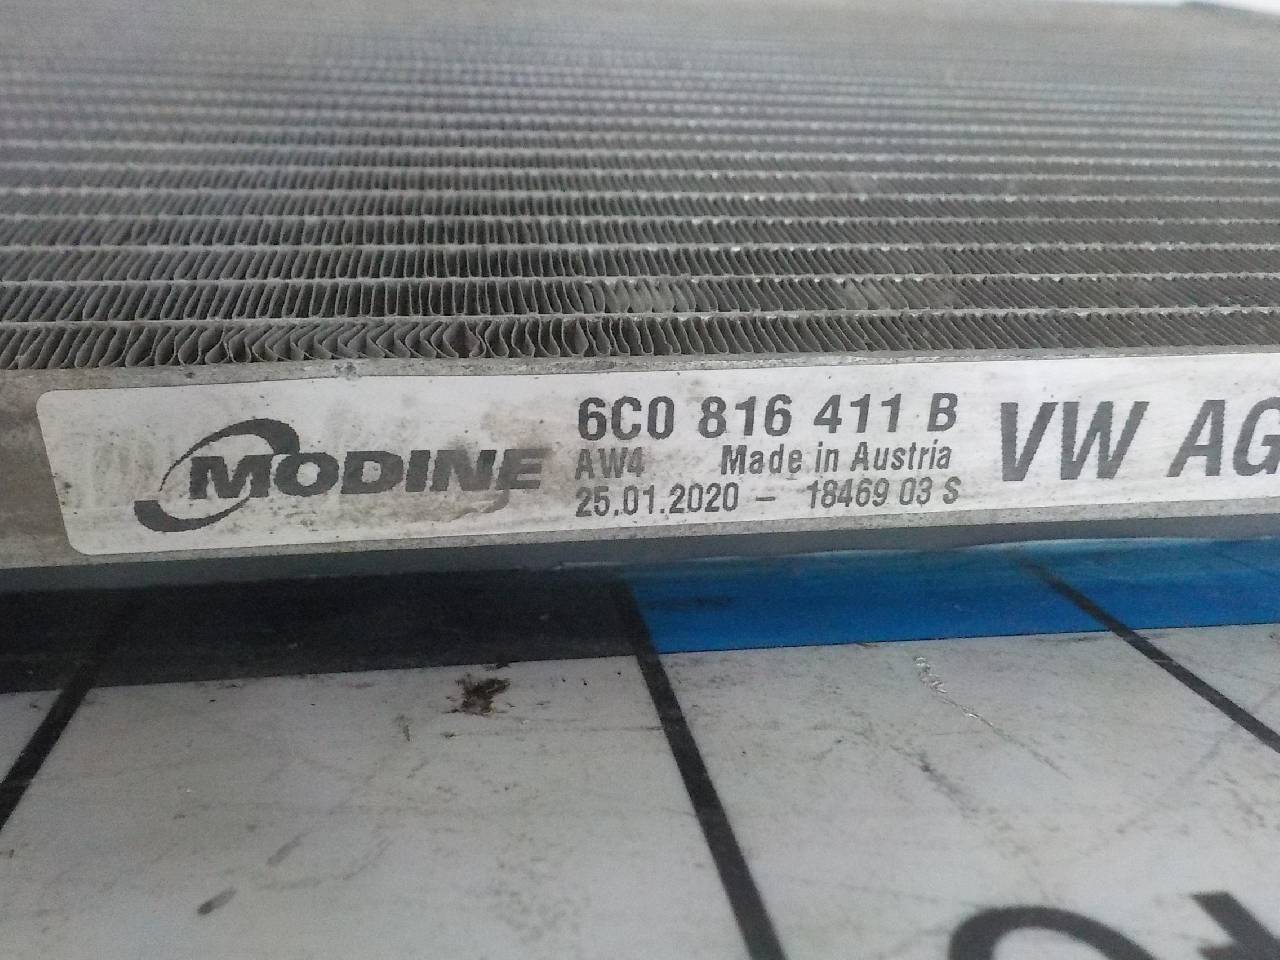 MODINE
6C0 816 411 B
AW4 Made in Austria
25.01.2020 - 18469 03 S
VW AG